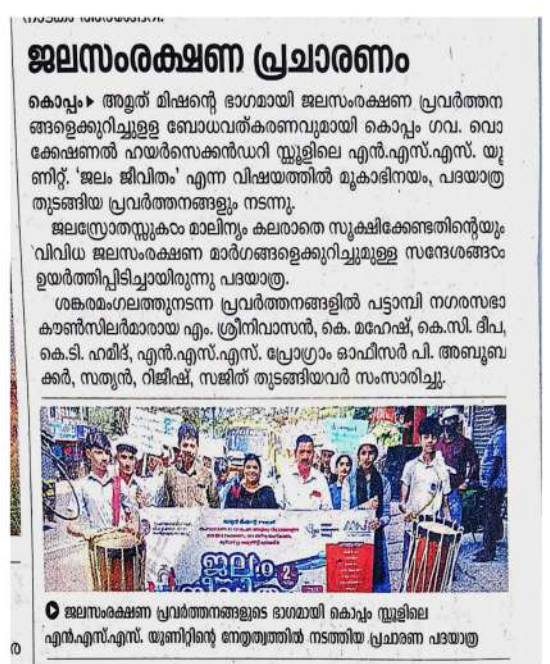 ജലസംരക്ഷണ പ്രചാരണം
കൊപ്പം▶ അമൃത് മിഷന്റെ ഭാഗമായി ജലസംരക്ഷണ പ്രവർത്തന
ങ്ങളെക്കുറിച്ചുള്ള ബോധവത്കരണവുമായി കൊപ്പം ഗവ. വൊ
ക്കേഷണൽ ഹയർസെക്കൻഡറി സ്കൂളിലെ എൻ.എസ്.എസ്. യൂ
ണിറ്റ്. ‘ജലം ജീവിതം’ എന്ന വിഷയത്തിൽ മൂകാഭിനയം, പദയാത്ര
തുടങ്ങിയ പ്രവർത്തനങ്ങളും നടന്നു.
ജലസ്രോതസ്സുകൾ മാലിന്യം കലരാതെ സൂക്ഷിക്കേണ്ടതിന്റെയും
വിവിധ ജലസംരക്ഷണ മാർഗങ്ങളെക്കുറിച്ചുമുള്ള സന്ദേശങ്ങൾ
ഉയർത്തിപ്പിടിച്ചായിരുന്നു പദയാത്ര.
ശങ്കരമംഗലത്തുനടന്ന പ്രവർത്തനങ്ങളിൽ പട്ടാമ്പി നഗരസഭാ
കൗൺസിലർമാരായ എം. ശ്രീനിവാസൻ, കെ. മഹേഷ്, കെ.സി. ദീപ,
കെ.ടി. ഹമീദ്, എൻ.എസ്.എസ്. പ്രോഗ്രാം ഓഫീസർ പി. അബൂബ
ക്കർ, സത്യൻ, റിജീഷ്, സജിത് തുടങ്ങിയവർ സംസാരിച്ചു.
ജലം
ജലസംരക്ഷണ പ്രവർത്തനങ്ങളുടെ ഭാഗമായി കൊപ്പം സ്കൂളിലെ
എൻ.എസ്.എസ്. യൂണിറ്റിന്റെ നേതൃത്വത്തിൽ നടത്തിയ പ്രചാരണ പദയാത്ര